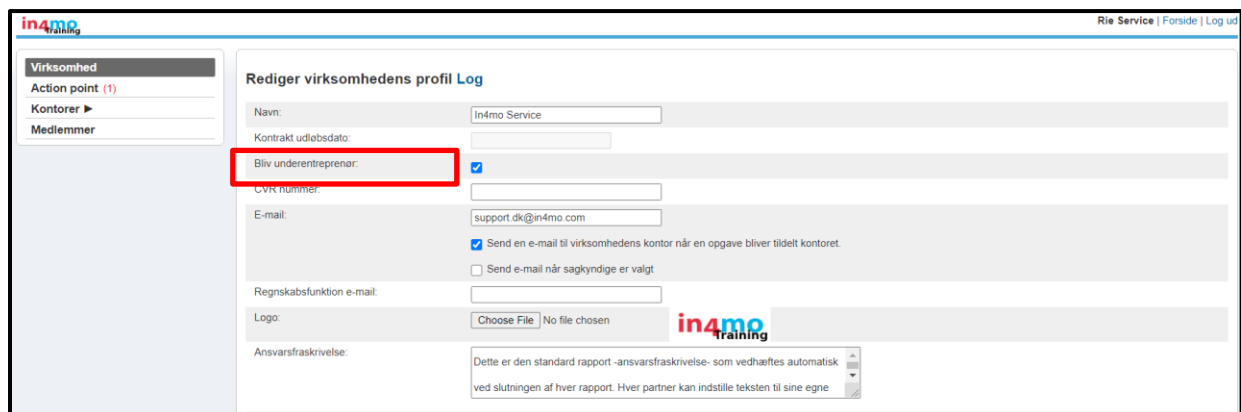 in4mo
Training
Rie Service | Forside | Log ud
Virksomhed
Action point (1)
Kontorer ►
Medlemmer
Rediger virksomhedens profil Log
Navn:
In4mo Service
Kontrakt udløbsdato:
Bliv underentreprenør:
CVR nummer:
E-mail:
support.dk@in4mo.com
Send en e-mail til virksomhedens kontor når en opgave bliver tildelt kontoret.
Send e-mail når sagkyndige er valgt
Regnskabsfunktion e-mail:
Logo:
Choose File No file chosen
in4mo
Training
Ansvarsfraskrivelse:
Dette er den standard rapport -ansvarsfraskrivelse- som vedhæftes automatisk
ved slutningen af hver rapport. Hver partner kan indstille teksten til sine egne